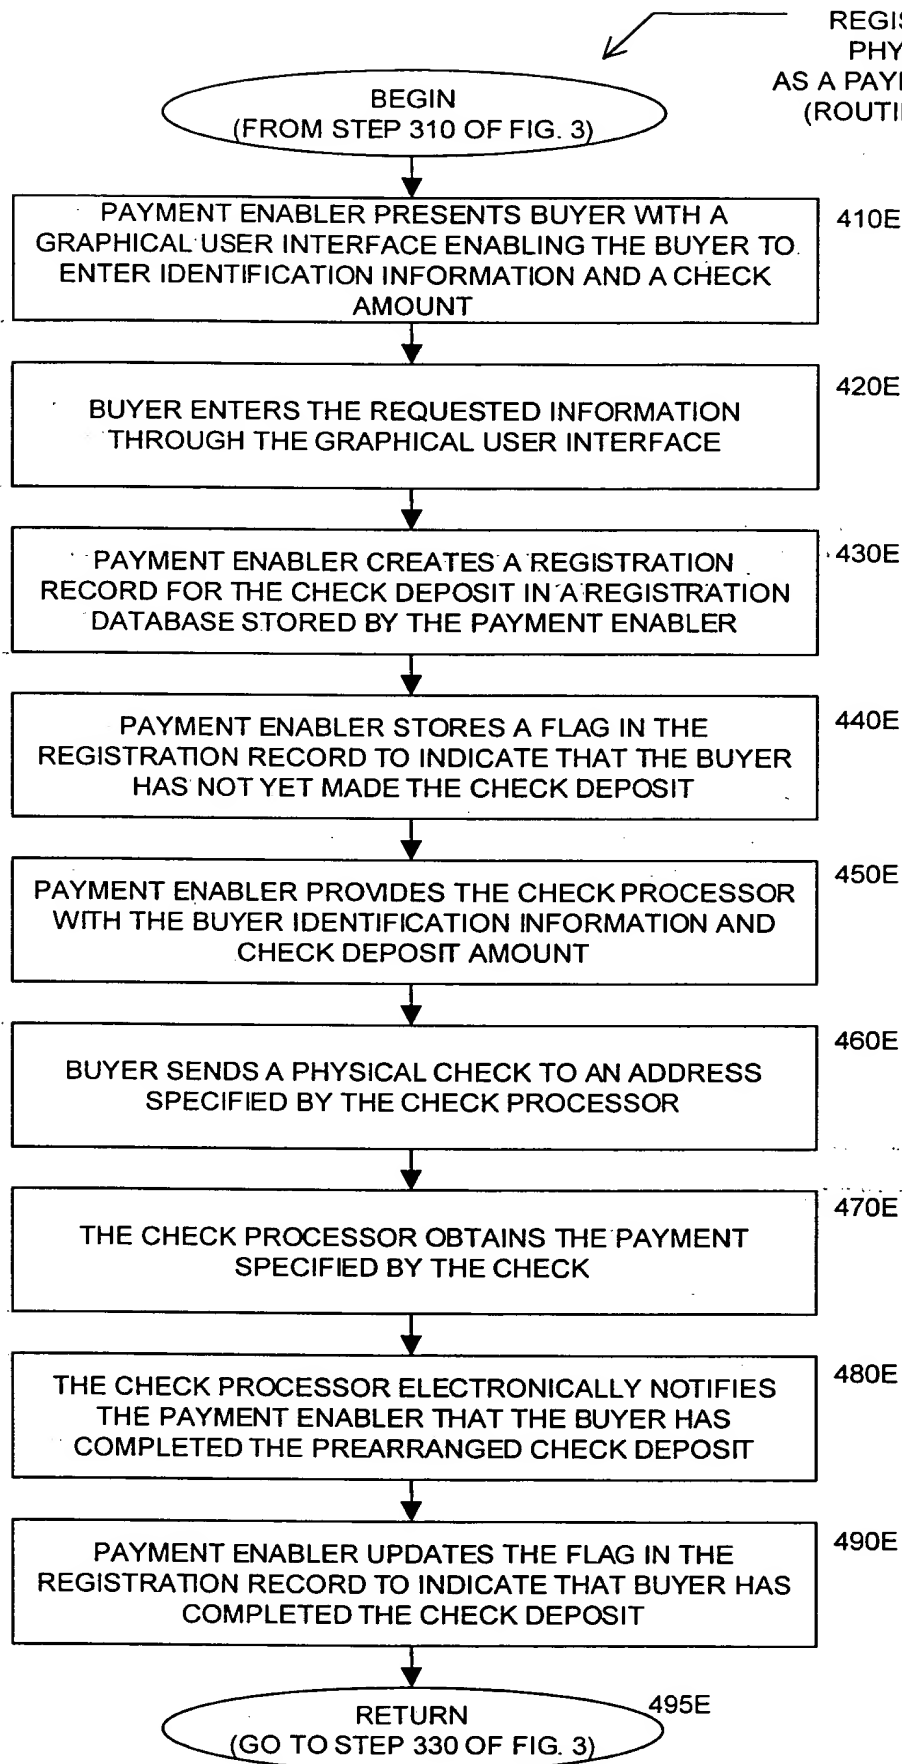 REGIS
PHY
AS A PAY
(ROUTI
BEGIN
(FROM STEP 310 OF FIG. 3)
PAYMENT ENABLER PRESENTS BUYER WITH A
GRAPHICAL USER INTERFACE ENABLING THE BUYER TO
ENTER IDENTIFICATION INFORMATION AND A CHECK
AMOUNT
410E
BUYER ENTERS THE REQUESTED INFORMATION
THROUGH THE GRAPHICAL USER INTERFACE
420E
PAYMENT ENABLER CREATES A REGISTRATION
RECORD FOR THE CHECK DEPOSIT IN A REGISTRATION
DATABASE STORED BY THE PAYMENT ENABLER
430E
PAYMENT ENABLER STORES A FLAG IN THE
REGISTRATION RECORD TO INDICATE THAT THE BUYER
HAS NOT YET MADE THE CHECK DEPOSIT
440E
PAYMENT ENABLER PROVIDES THE CHECK PROCESSOR
WITH THE BUYER IDENTIFICATION INFORMATION AND
CHECK DEPOSIT AMOUNT
450E
BUYER SENDS A PHYSICAL CHECK TO AN ADDRESS
SPECIFIED BY THE CHECK PROCESSOR
460E
THE CHECK PROCESSOR OBTAINS THE PAYMENT
SPECIFIED BY THE CHECK
470E
THE CHECK PROCESSOR ELECTRONICALLY NOTIFIES
THE PAYMENT ENABLER THAT THE BUYER HAS
COMPLETED THE PREARRANGED CHECK DEPOSIT
480E
PAYMENT ENABLER UPDATES THE FLAG IN THE
REGISTRATION RECORD TO INDICATE THAT BUYER HAS
COMPLETED THE CHECK DEPOSIT
490E
RETURN
(GO TO STEP 330 OF FIG. 3)
495E